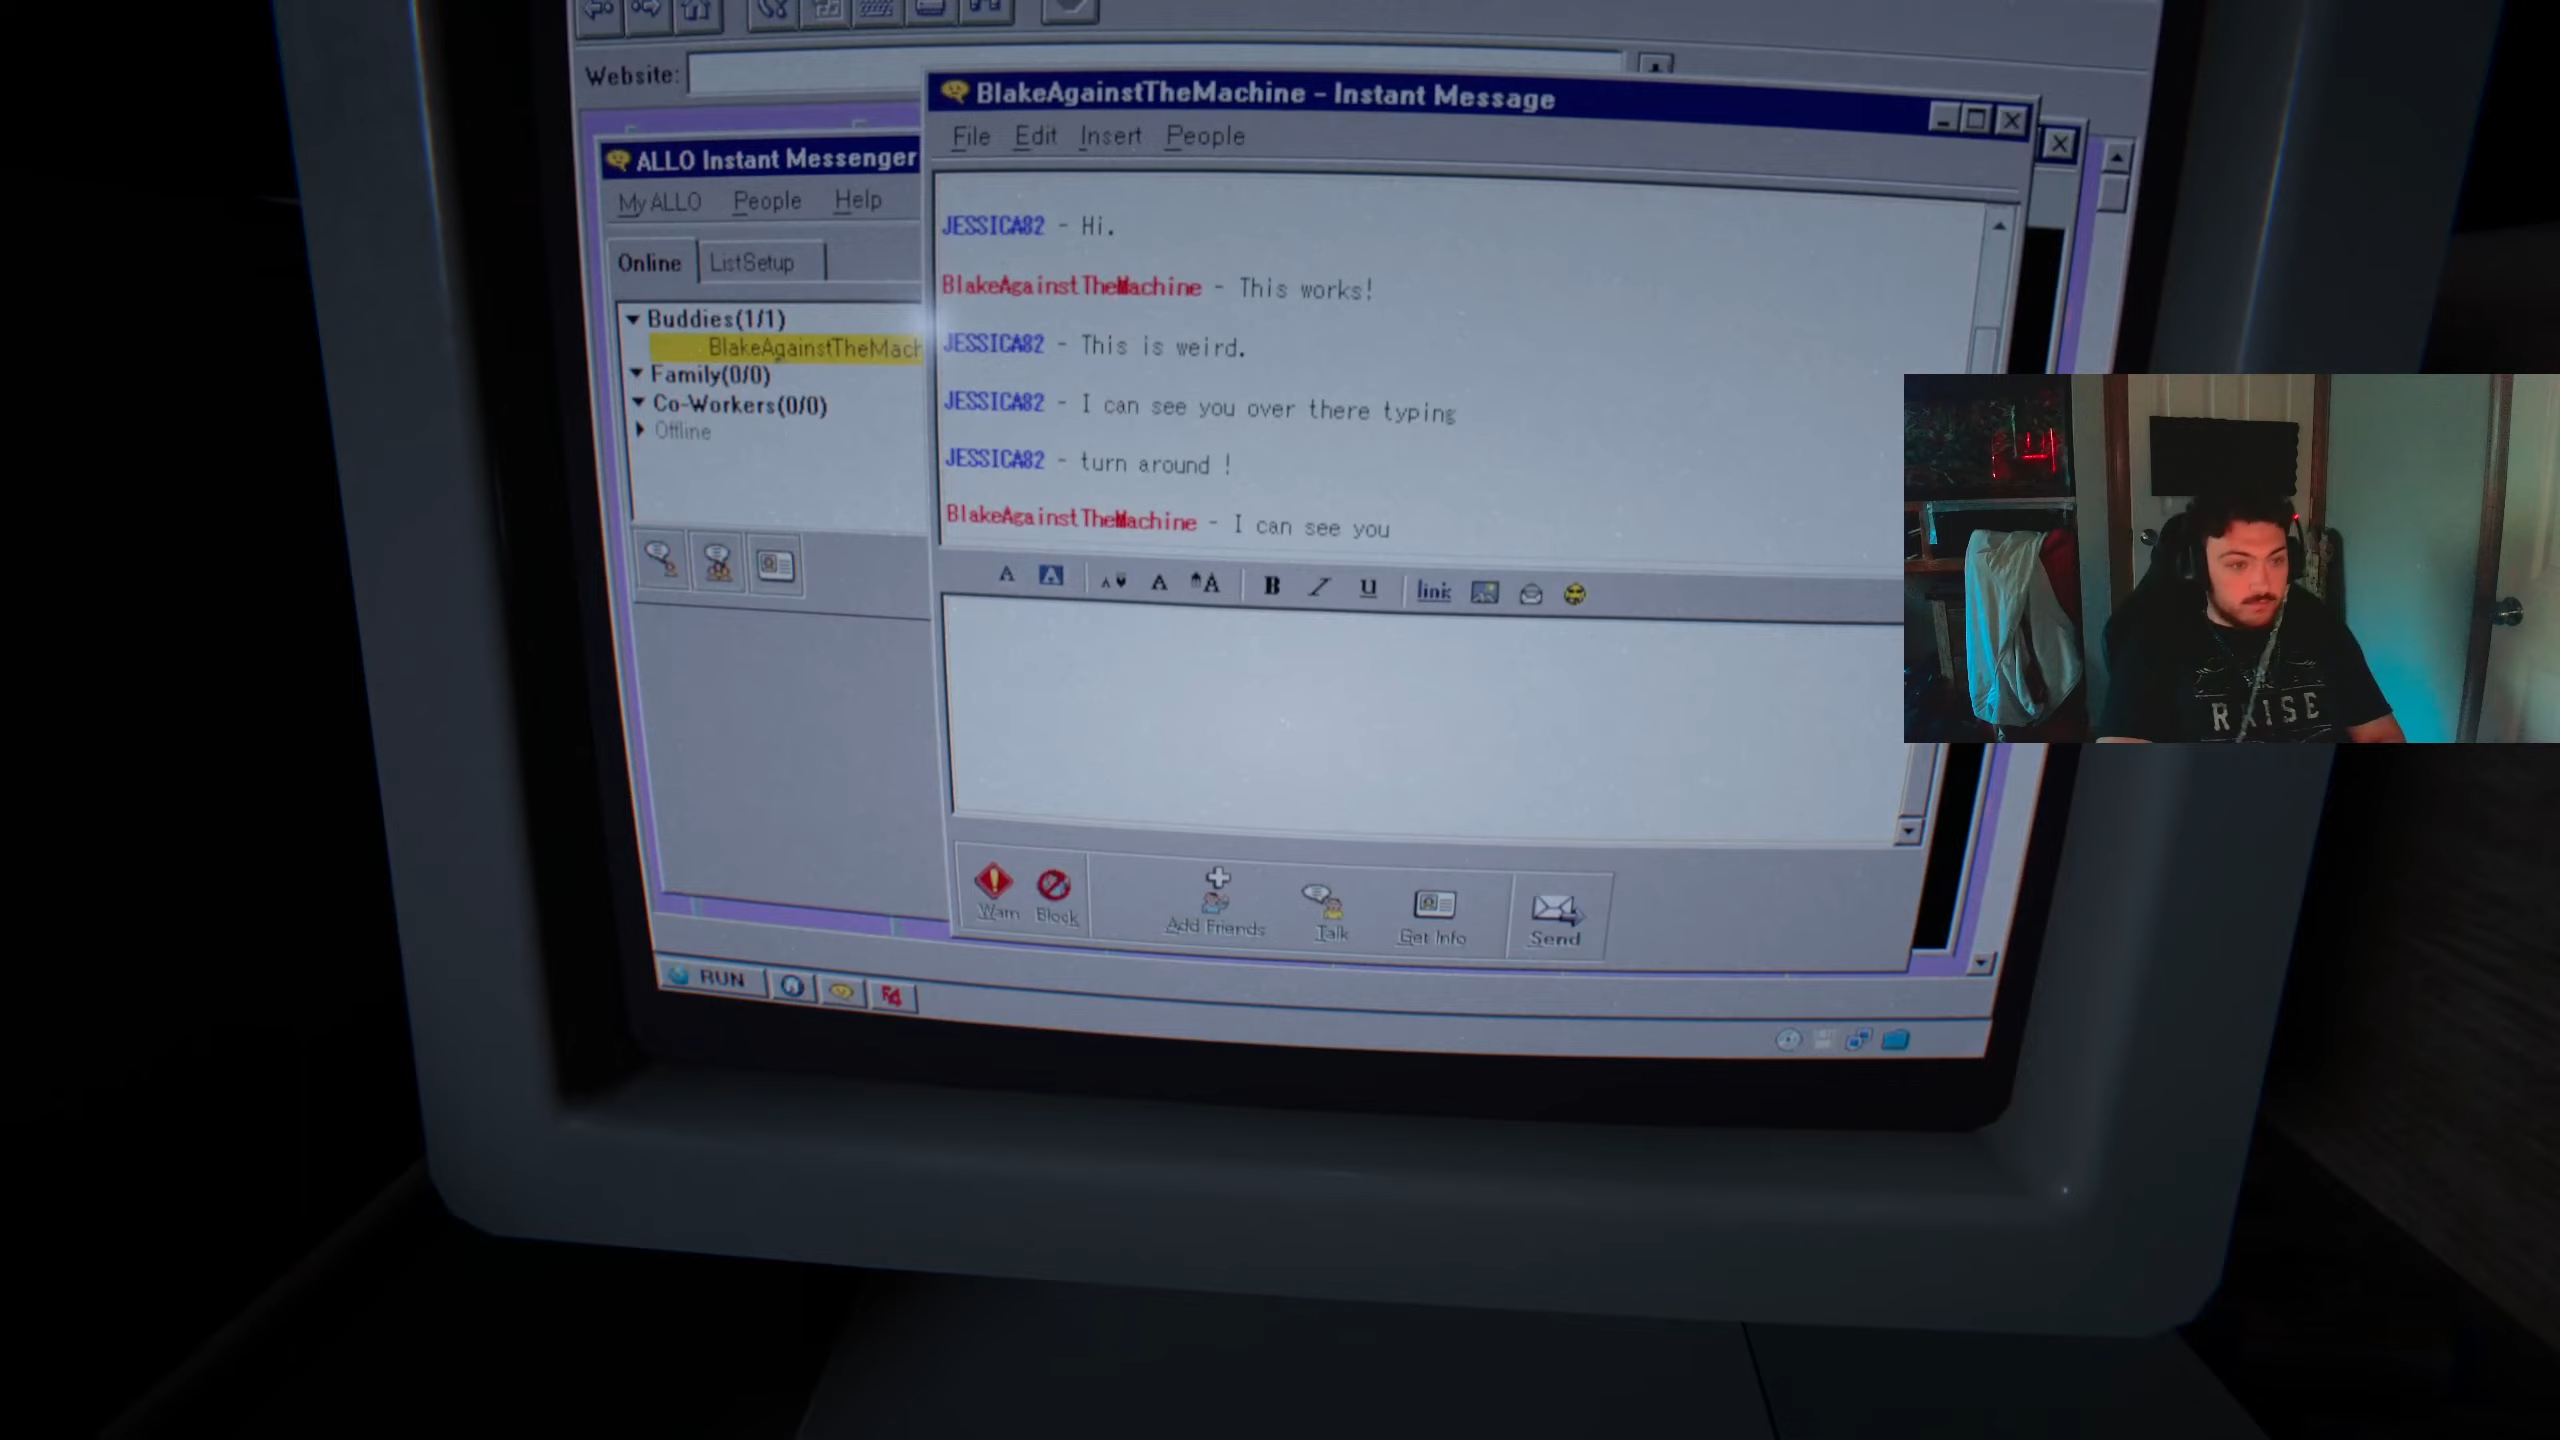 Website:
BlakeAgainstTheMachine - Instant Message
File Edit Insert People
ALLO Instant Messenger
My ALLO People Help
Online ListSetup
Buddies(1/1)
BlakeAgainstTheMach
Family(0/0)
Co-Workers(0/0)
Offline
JESSICA82 - Hi.
BlakeAgainstTheMachine - This works!
JESSICA82 - This is weird.
JESSICA82 - I can see you over there typing
JESSICA82 - turn around !
BlakeAgainstTheMachine - I can see you
A A A A A B I U link
Warn Block Add Friends Talk Get Info Send
RUN
RAISE